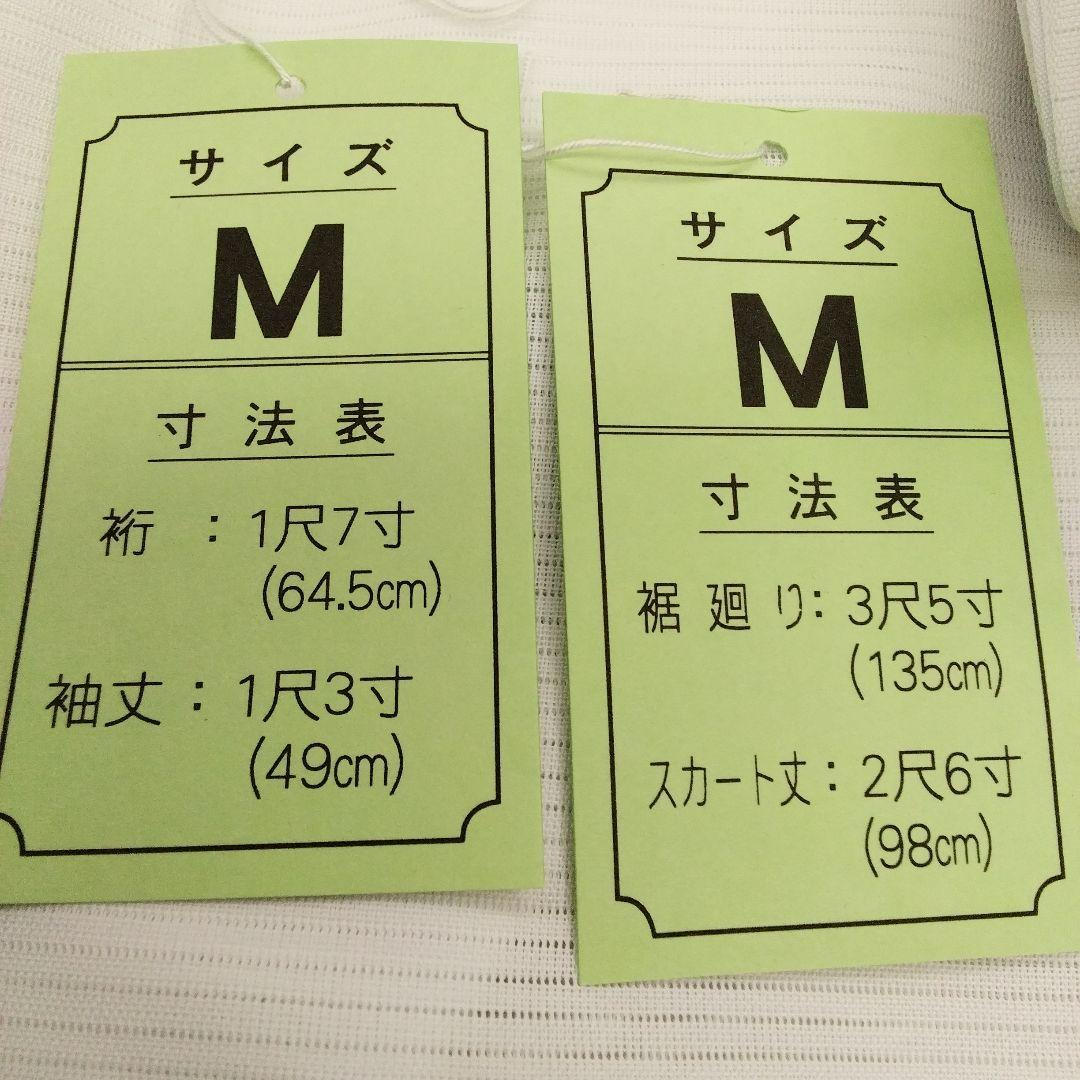 サイズ
M
寸法表
裄 : 1尺7寸
(64.5cm)
袖丈 : 1尺3寸
(49cm)
サイズ
M
寸法表
裾廻り: 3尺5寸
(135cm)
スカート丈: 2尺6寸
(98cm)